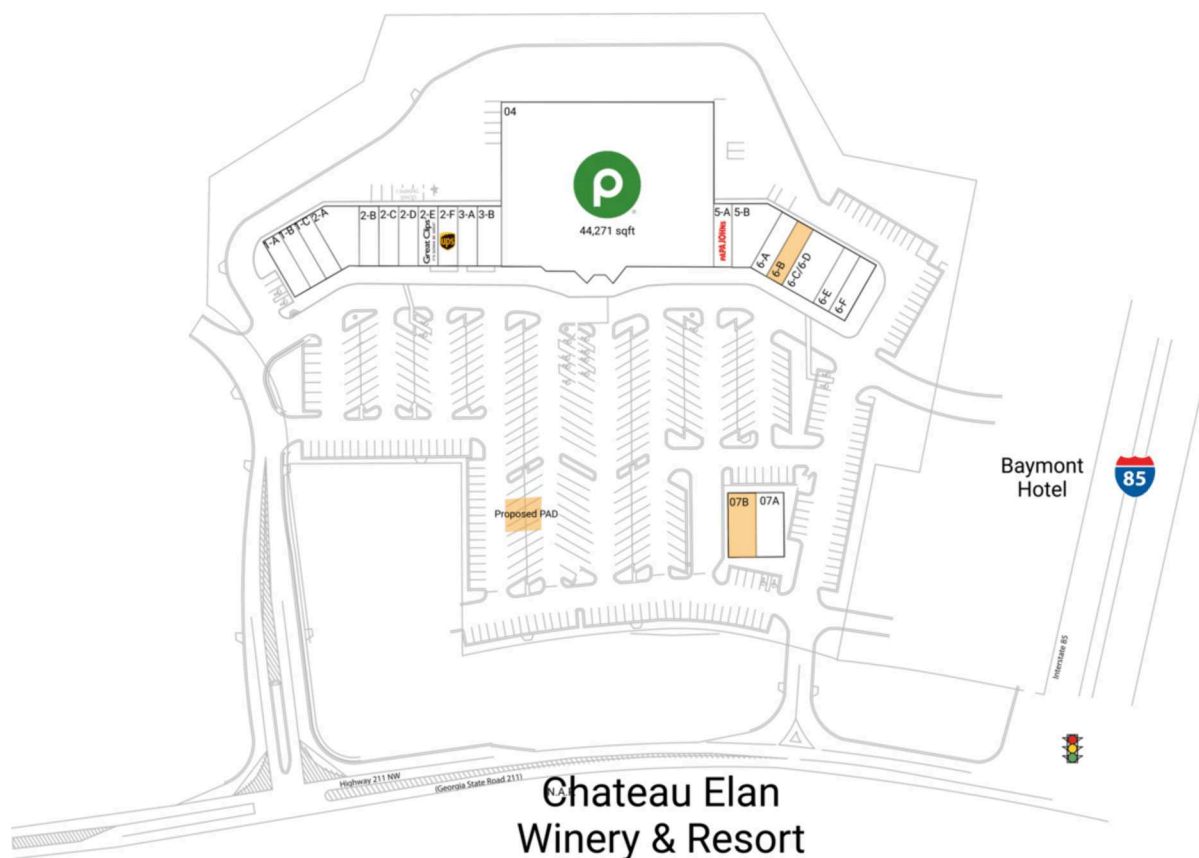 04
44,271 sqft
1-A
1-B
1-C
2-A
2-B
2-C
2-D
2-E
2-F
3-A
3-B
Great Clips
ups
5-A
5-B
PAPA JOHNS
6-A
6-B
6-C/6-D
6-E
6-F
Proposed PAD
07B
07A
Baymont
Hotel
85
Interstate 85
Highway 211 NW
(Georgia State Road 211)
Chateau Elan
Winery & Resort